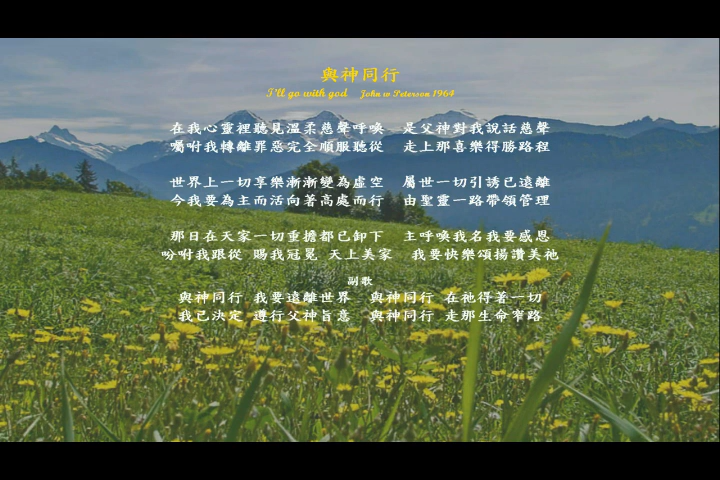 與神同行
I'll go with god John w Peterson 1964
在我心靈裡聽見溫柔慈聲呼喚 是父神對我說話慈聲
囑咐我轉離罪惡完全順服聽從 走上那喜樂得勝路程
世界上一切享樂漸漸變為虛空 屬世一切引誘已遠離
今我要為主而活向著高處而行 由聖靈一路帶領管理
那日在天家一切重擔都已卸下 主呼喚我名我要感恩
吩咐我跟從 賜我冠冕 天上美家 我要快樂頌揚讚美祂
副歌
與神同行 我要遠離世界 與神同行 在祂得著一切
我已決定 遵行父神旨意 與神同行 走那生命窄路